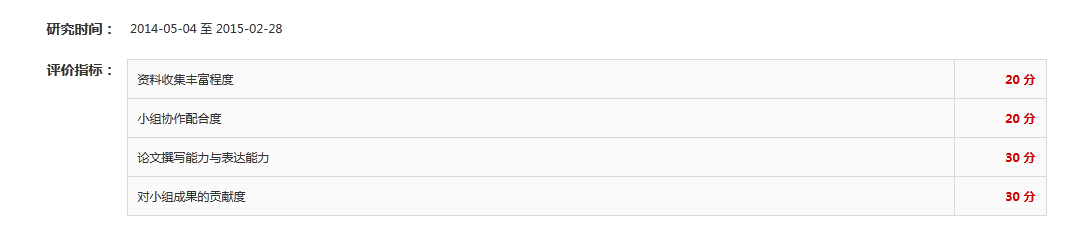 研究时间： 2014-05-04 至 2015-02-28
评价指标：
资料收集丰富程度 20 分
小组协作配合度 20 分
论文撰写能力与表达能力 30 分
对小组成果的贡献度 30 分